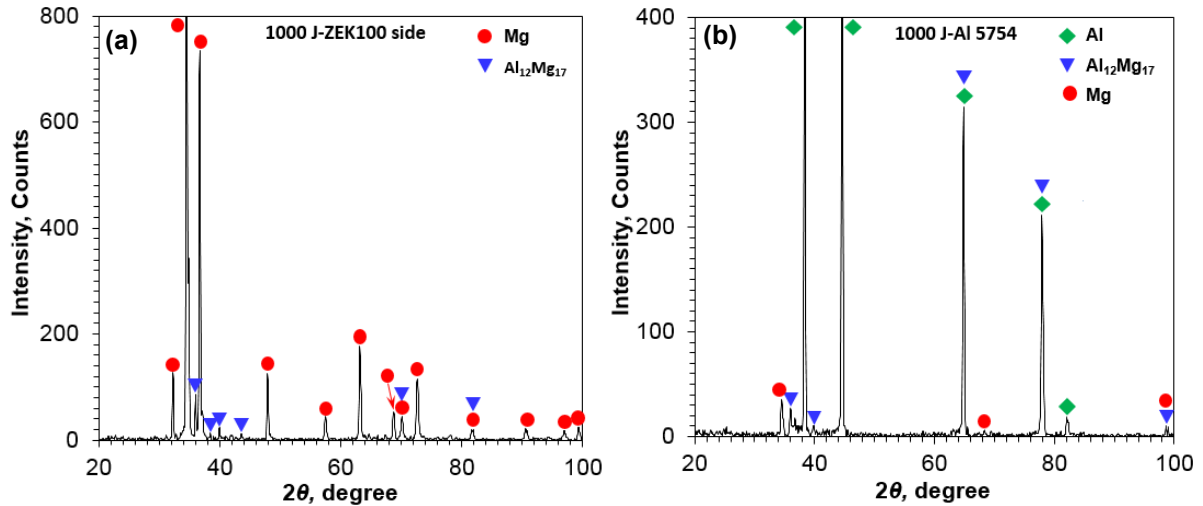 (a)
1000 J-ZEK100 side
Mg
Al₁₂Mg₁₇
Intensity, Counts
800
600
400
200
0
20
40
60
80
100
2θ, degree
(b)
1000 J-Al 5754
Al
Al₁₂Mg₁₇
Mg
Intensity, Counts
400
300
200
100
0
20
40
60
80
100
2θ, degree